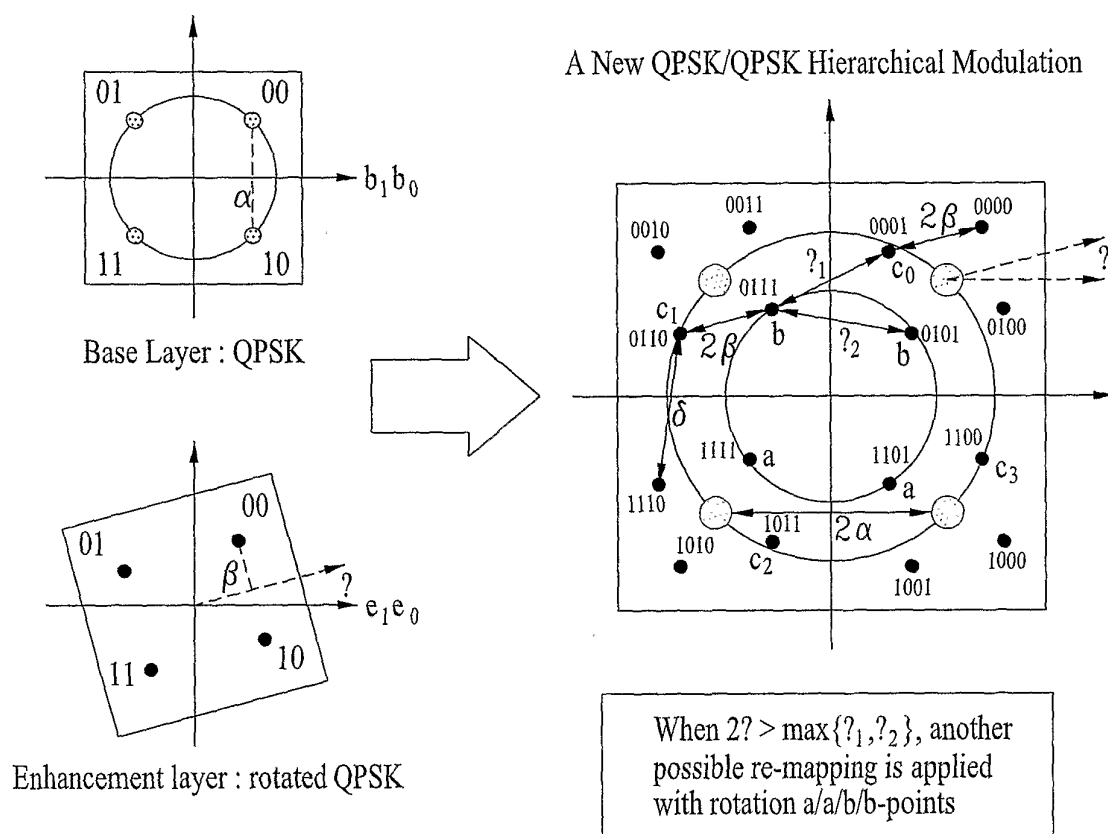 A New QPSK/QPSK Hierarchical Modulation
01 00
α
b₁b₀
11 10
Base Layer : QPSK
00
01
β
?
e₁e₀
11 10
Enhancement layer : rotated QPSK
0011 0001 2β 0000
0010
?₁ c₀ ?
0111
c₁ b
0110 2β ?₂ b 0101 0100
δ
1111 a 1101 a 1100 c₃
1110
1011 2α
1010 c₂ 1001 1000
When 2? > max{?₁,?₂}, another
possible re-mapping is applied
with rotation a/a/b/b-points